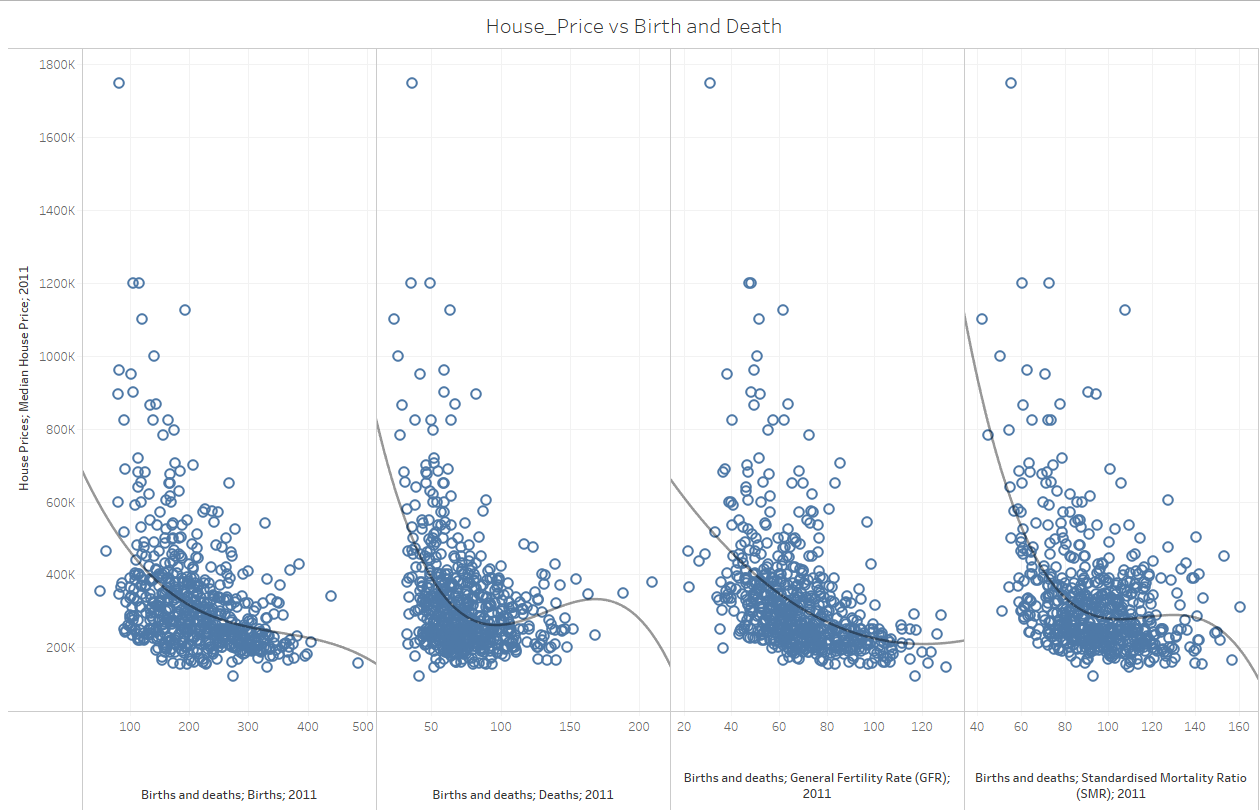 House_Price vs Birth and Death
House Prices; Median House Price; 2011
1800K
1600K
1400K
1200K
1000K
800K
600K
400K
200K
100 200 300 400 500
50 100 150 200
20 40 60 80 100 120
40 60 80 100 120 140 160
Births and deaths; Births; 2011
Births and deaths; Deaths; 2011
Births and deaths; General Fertility Rate (GFR);
2011
Births and deaths; Standardised Mortality Ratio
(SMR); 2011